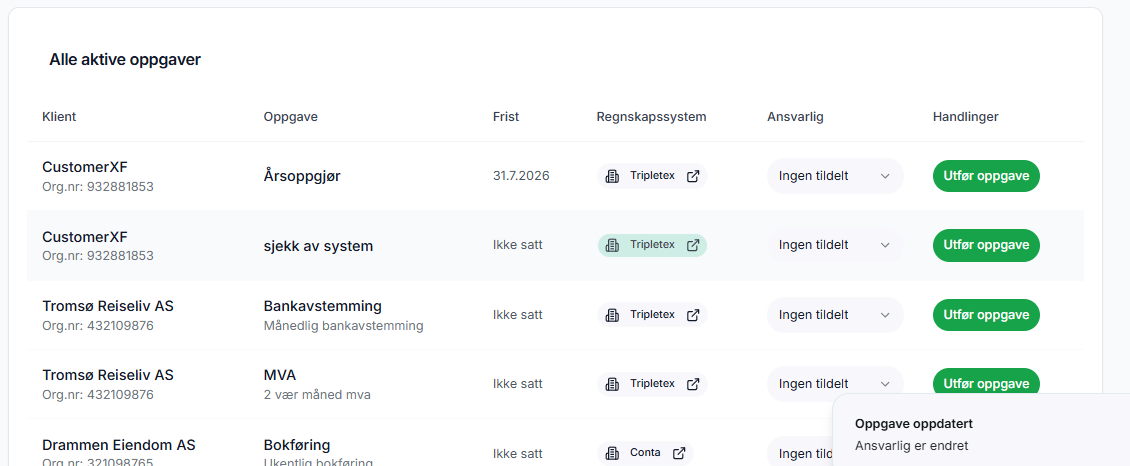 Alle aktive oppgaver
Klient Oppgave Frist Regnskapssystem Ansvarlig Handlinger
CustomerXF
Org.nr: 932881853
Årsoppgjør
31.7.2026
Tripletex
Ingen tildelt
Utfør oppgave
CustomerXF
Org.nr: 932881853
sjekk av system
Ikke satt
Tripletex
Ingen tildelt
Utfør oppgave
Tromsø Reiseliv AS
Org.nr: 432109876
Bankavstemming
Månedlig bankavstemming
Ikke satt
Tripletex
Ingen tildelt
Utfør oppgave
Tromsø Reiseliv AS
Org.nr: 432109876
MVA
2 vær måned mva
Ikke satt
Tripletex
Ingen tildelt
Utfør oppgave
Drammen Eiendom AS
Org.nr: 321098765
Bokføring
Ukentlig bokføring
Ikke satt
Conta
Ingen
Oppgave oppdatert
Ansvarlig er endret